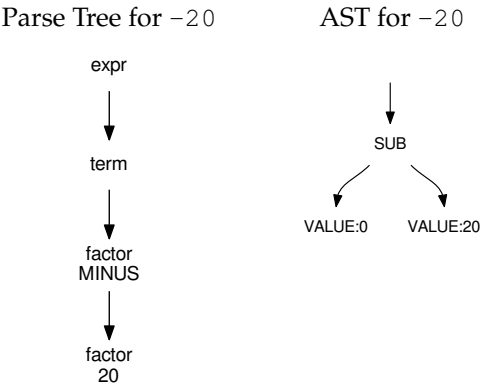 Parse Tree for -20
AST for -20
expr
term
factor
MINUS
factor
20
SUB
VALUE:0
VALUE:20